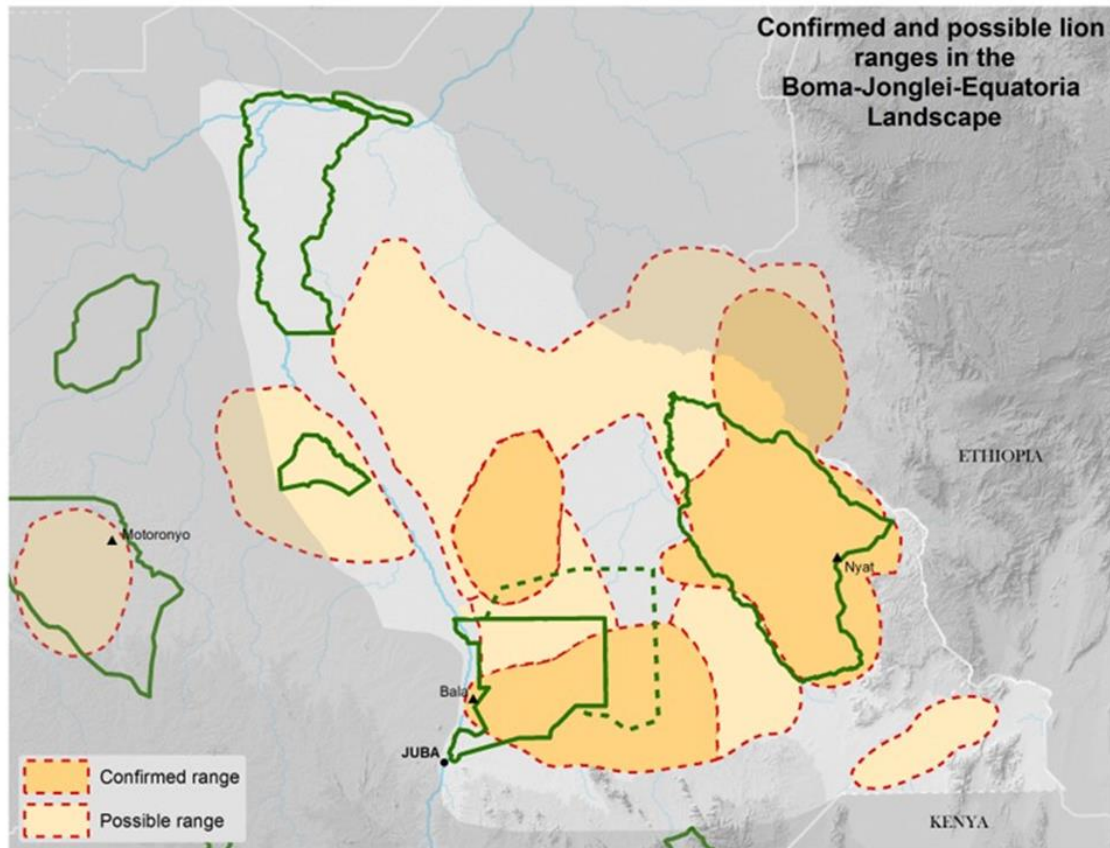 Confirmed and possible lion
ranges in the
Boma-Jonglei-Equatoria
Landscape
ETHIOPIA
Motoronyo
Nyat
Bala
JUBA
Confirmed range
Possible range
KENYA